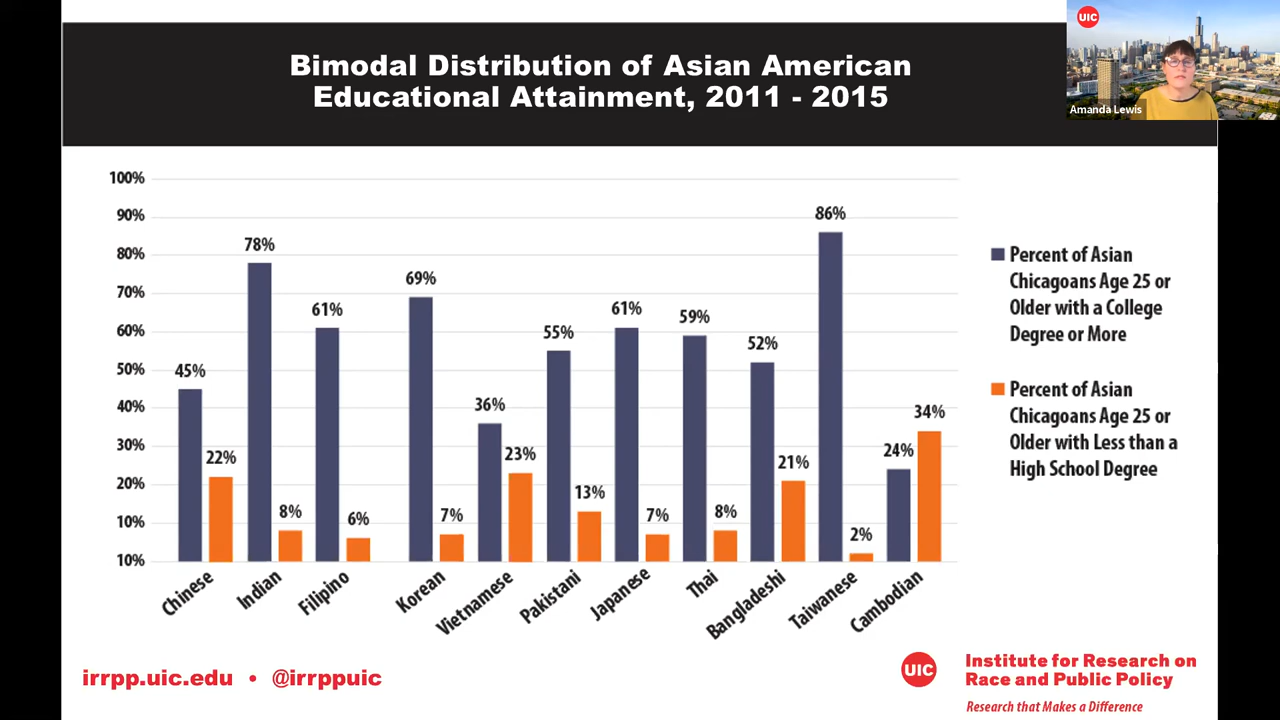 Bimodal Distribution of Asian American
Educational Attainment, 2011 - 2015
UIC
Amanda Lewis
100%
90%
80%
70%
60%
50%
40%
30%
20%
10%
10%
45%
22%
78%
8%
61%
6%
69%
7%
36%
23%
55%
13%
61%
7%
59%
8%
52%
21%
86%
2%
24%
34%
Chinese
Indian
Filipino
Korean
Vietnamese
Pakistani
Japanese
Thai
Bangladeshi
Taiwanese
Cambodian
Percent of Asian
Chicagoans Age 25 or
Older with a College
Degree or More
Percent of Asian
Chicagoans Age 25 or
Older with Less than a
High School Degree
irrpp.uic.edu • @irrppuic
UIC
Institute for Research on
Race and Public Policy
Research that Makes a Difference